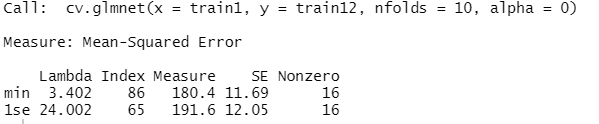 Call:  cv.glmnet(x = train1, y = train12, nfolds = 10, alpha = 0)
Measure: Mean-Squared Error
    Lambda Index Measure    SE Nonzero
min  3.402    86   180.4 11.69      16
1se 24.002    65   191.6 12.05      16